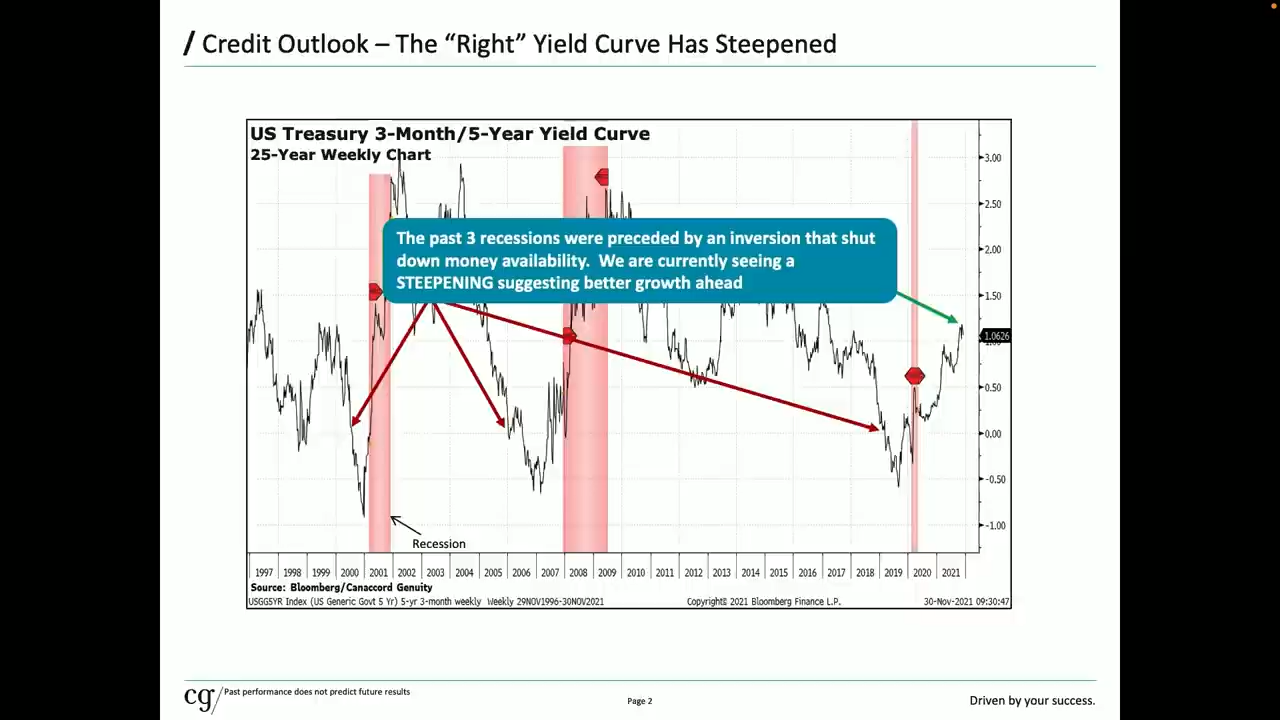 / Credit Outlook – The “Right” Yield Curve Has Steepened
US Treasury 3-Month/5-Year Yield Curve
25-Year Weekly Chart
The past 3 recessions were preceded by an inversion that shut
down money availability. We are currently seeing a
STEEPENING suggesting better growth ahead
3.00
2.50
2.00
1.50
1.0626
0.50
0.00
-0.50
-1.00
Recession
1997 1998 1999 2000 2001 2002 2003 2004 2005 2006 2007 2008 2009 2010 2011 2012 2013 2014 2015 2016 2017 2018 2019 2020 2021
Source: Bloomberg/Canaccord Genuity
USGG5YR Index (US Generic Govt 5 Yr) 5-yr 3-month weekly Weekly 29NOV1996-30NOV2021 Copyright© 2021 Bloomberg Finance L.P. 30-Nov-2021 09:30:47
cg/ Past performance does not predict future results
Page 2
Driven by your success.